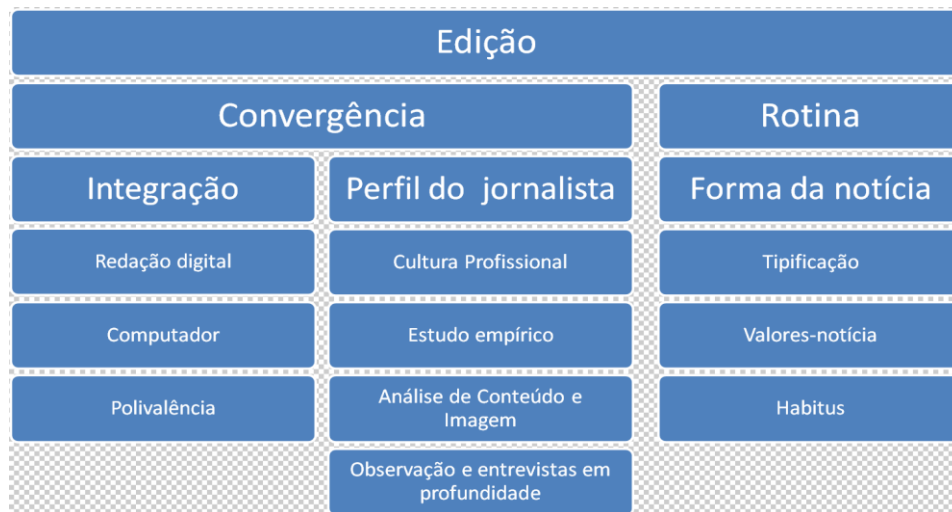 Edição
Convergência
Rotina
Integração
Perfil do jornalista
Forma da notícia
Redação digital
Cultura Profissional
Tipificação
Computador
Estudo empírico
Valores-notícia
Polivalência
Análise de Conteúdo e
Imagem
Habitus
Observação e entrevistas em
profundidade